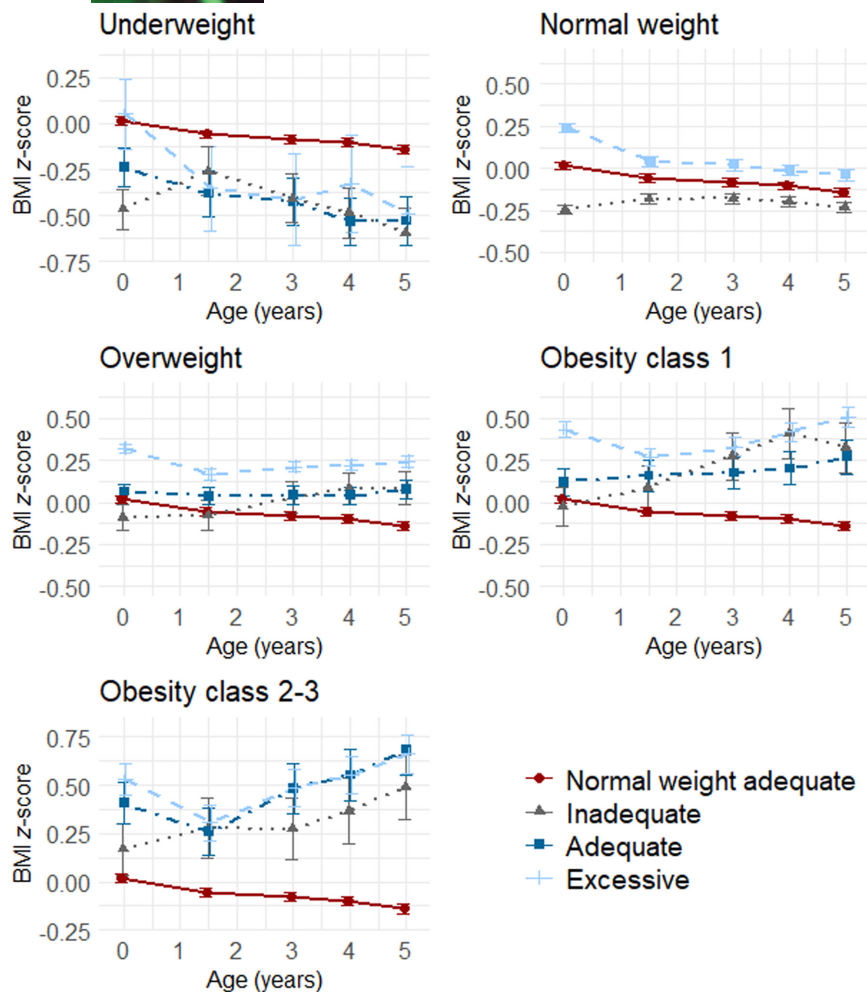 Underweight
0.25
0.00
-0.25
-0.50
-0.75
BMI z-score
0 1 2 3 4 5
Age (years)
Normal weight
0.50
0.25
0.00
-0.25
-0.50
BMI z-score
0 1 2 3 4 5
Age (years)
Overweight
0.50
0.25
0.00
-0.25
-0.50
BMI z-score
0 1 2 3 4 5
Age (years)
Obesity class 1
0.50
0.25
0.00
-0.25
-0.50
BMI z-score
0 1 2 3 4 5
Age (years)
Obesity class 2-3
0.75
0.50
0.25
0.00
-0.25
BMI z-score
0 1 2 3 4 5
Age (years)
Normal weight adequate
Inadequate
Adequate
Excessive